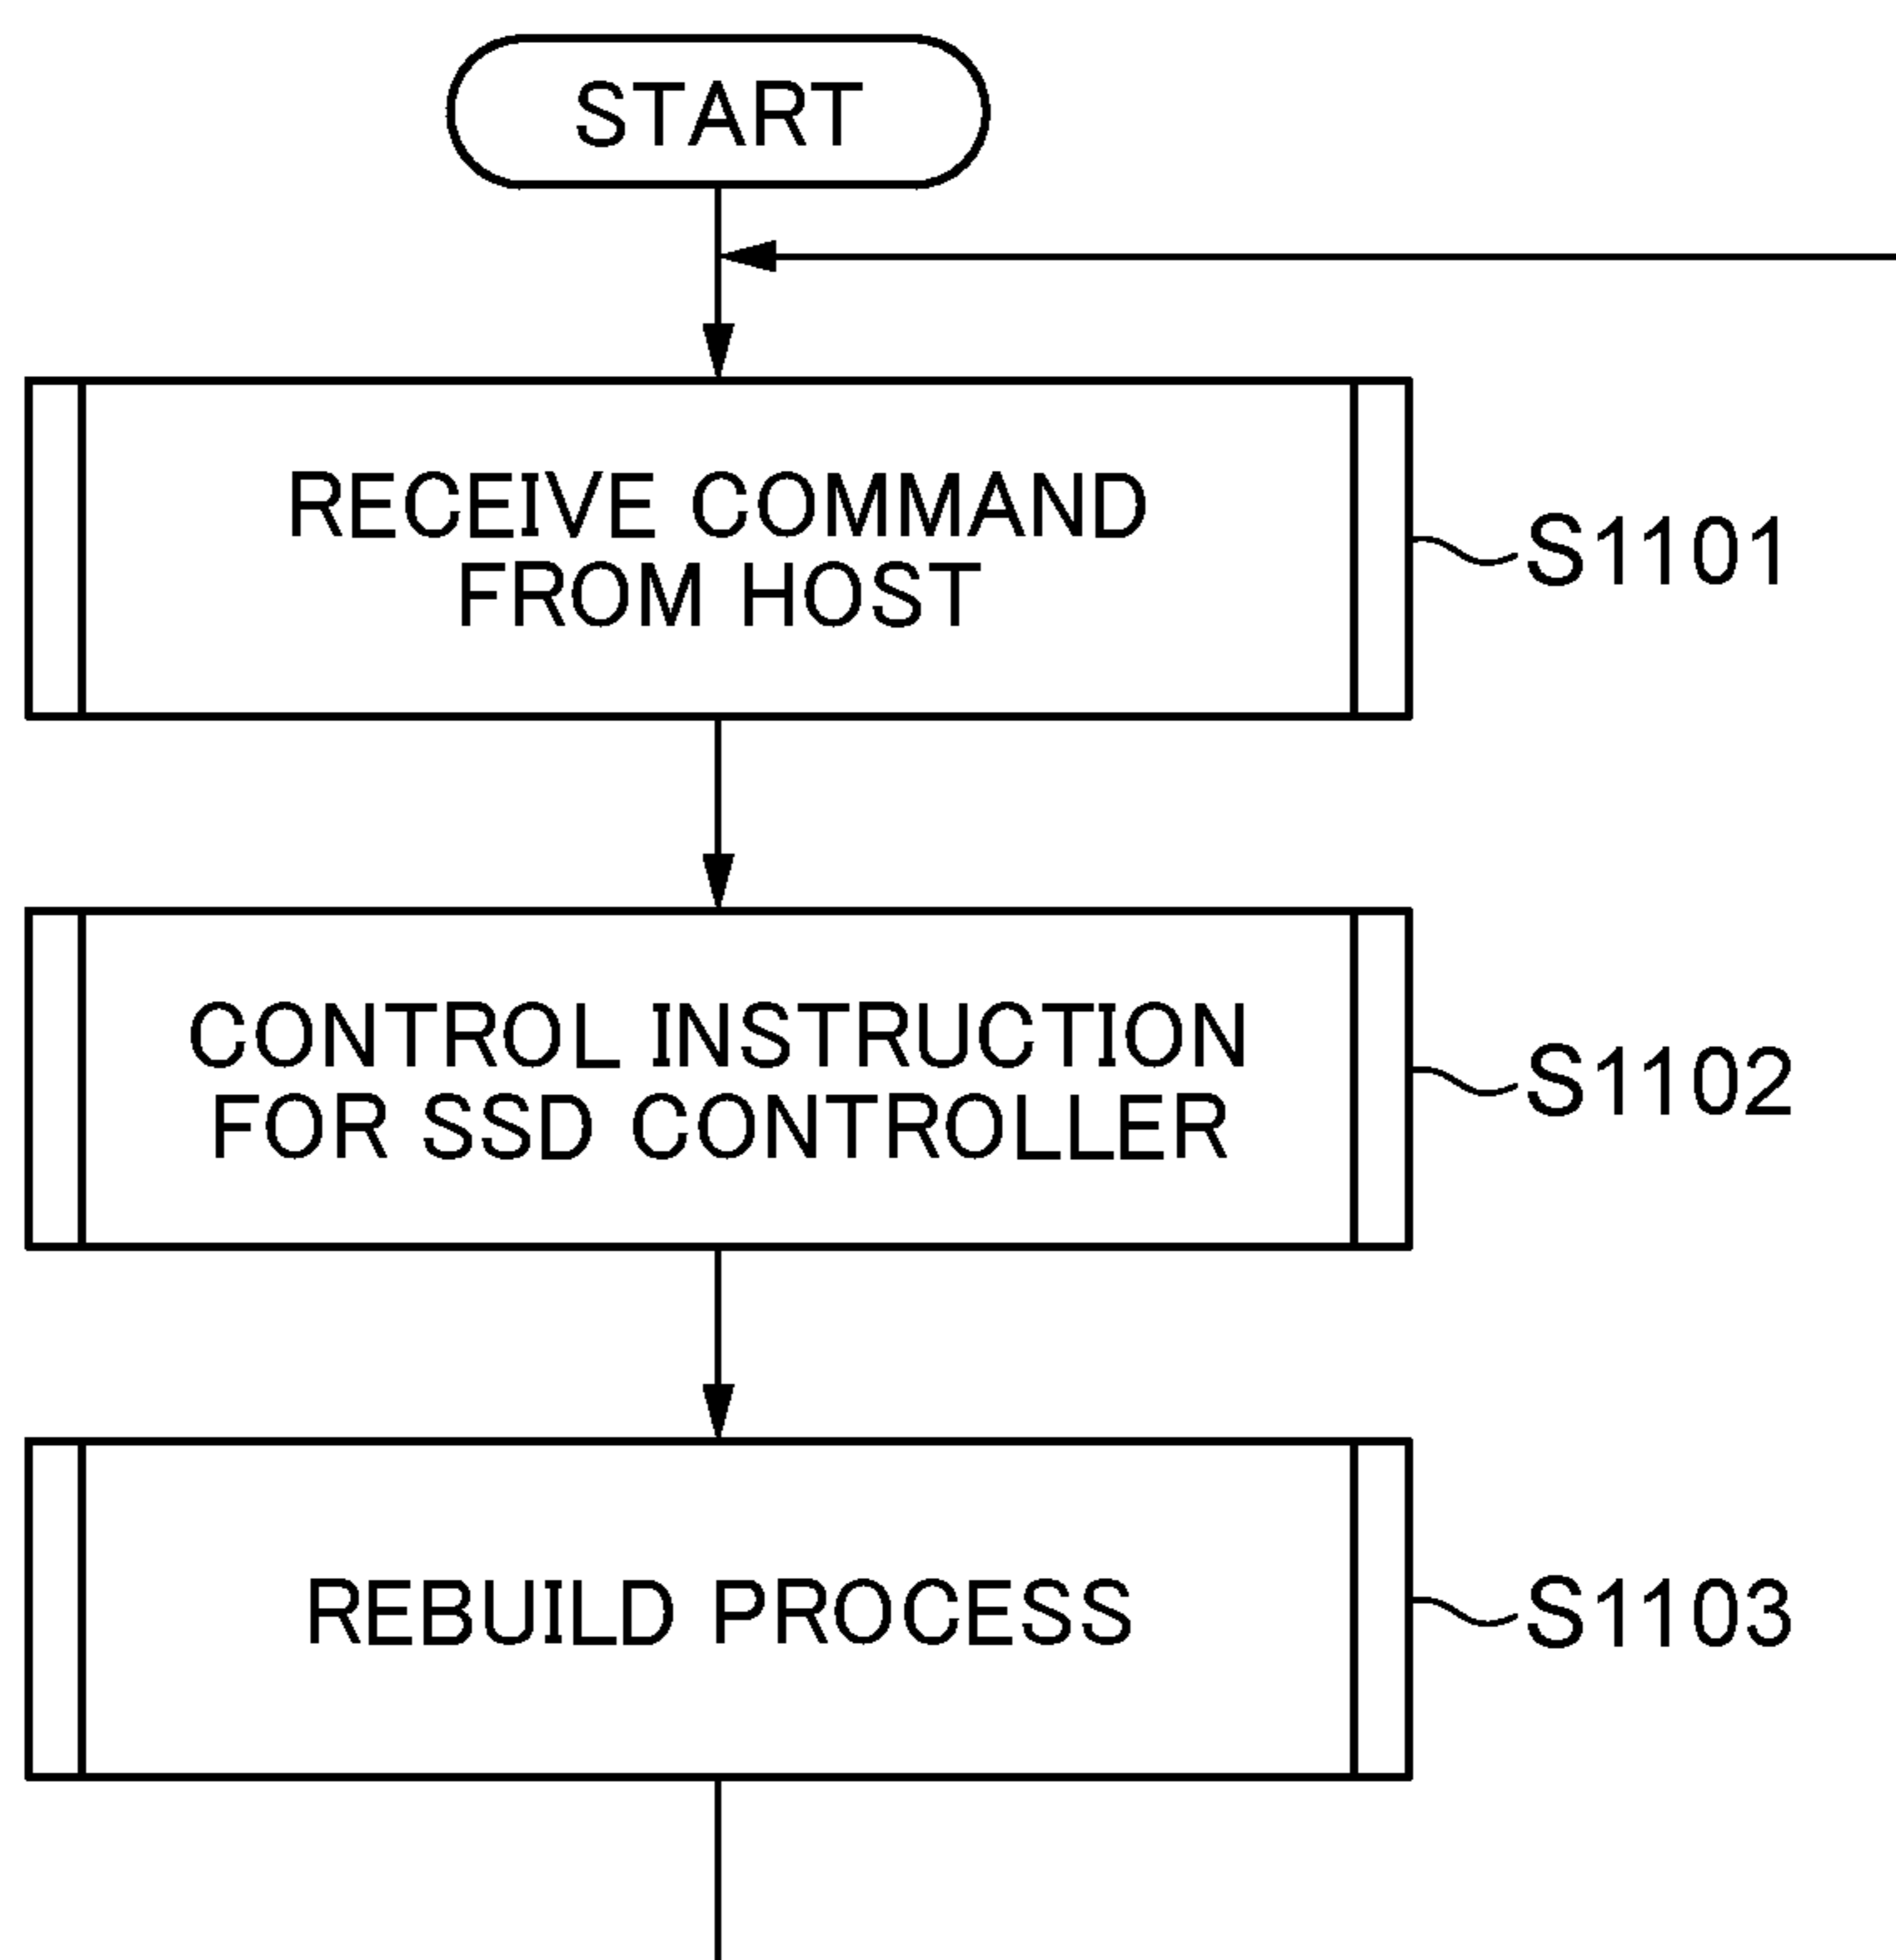 START
RECEIVE COMMAND
FROM HOST
S1101
CONTROL INSTRUCTION
FOR SSD CONTROLLER
S1102
REBUILD PROCESS
S1103